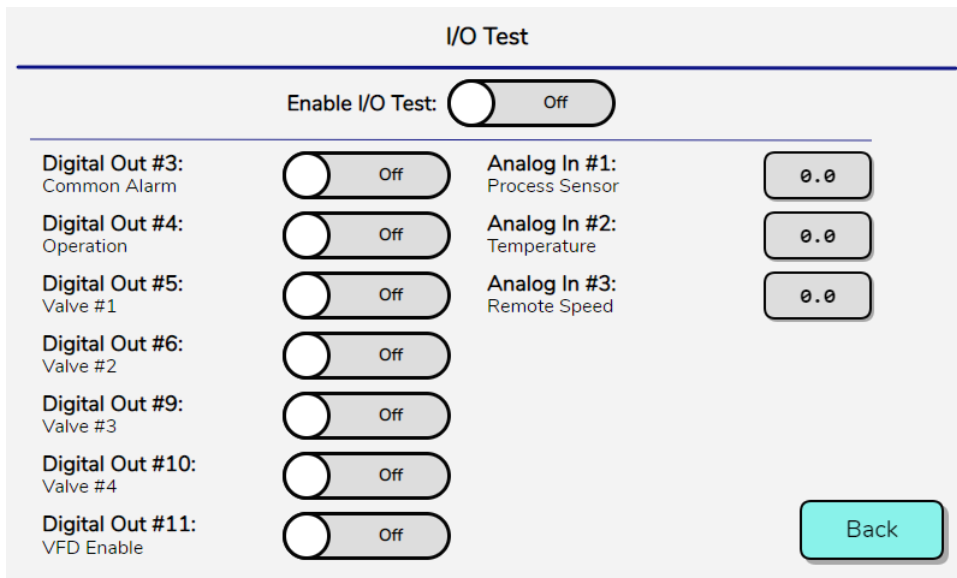 I/O Test
Enable I/O Test: Off
Digital Out #3:
Common Alarm
Off
Analog In #1:
Process Sensor
0.0
Digital Out #4:
Operation
Off
Analog In #2:
Temperature
0.0
Digital Out #5:
Valve #1
Off
Analog In #3:
Remote Speed
0.0
Digital Out #6:
Valve #2
Off
Digital Out #9:
Valve #3
Off
Digital Out #10:
Valve #4
Off
Digital Out #11:
VFD Enable
Off
Back